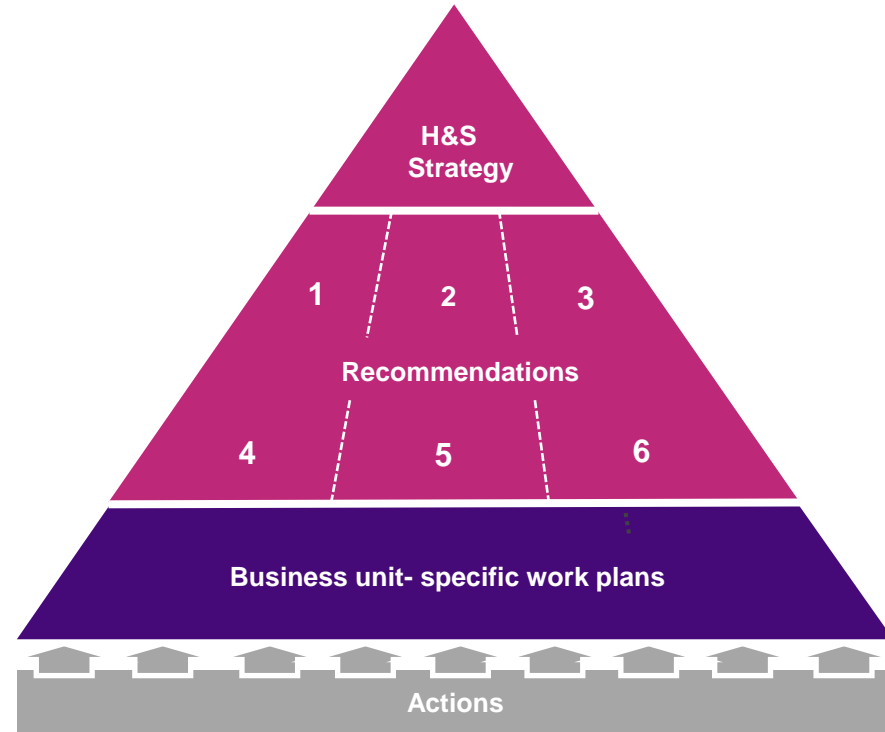 H&S
Strategy
1 2 3
Recommendations
4 5 6
Business unit- specific work plans
Actions